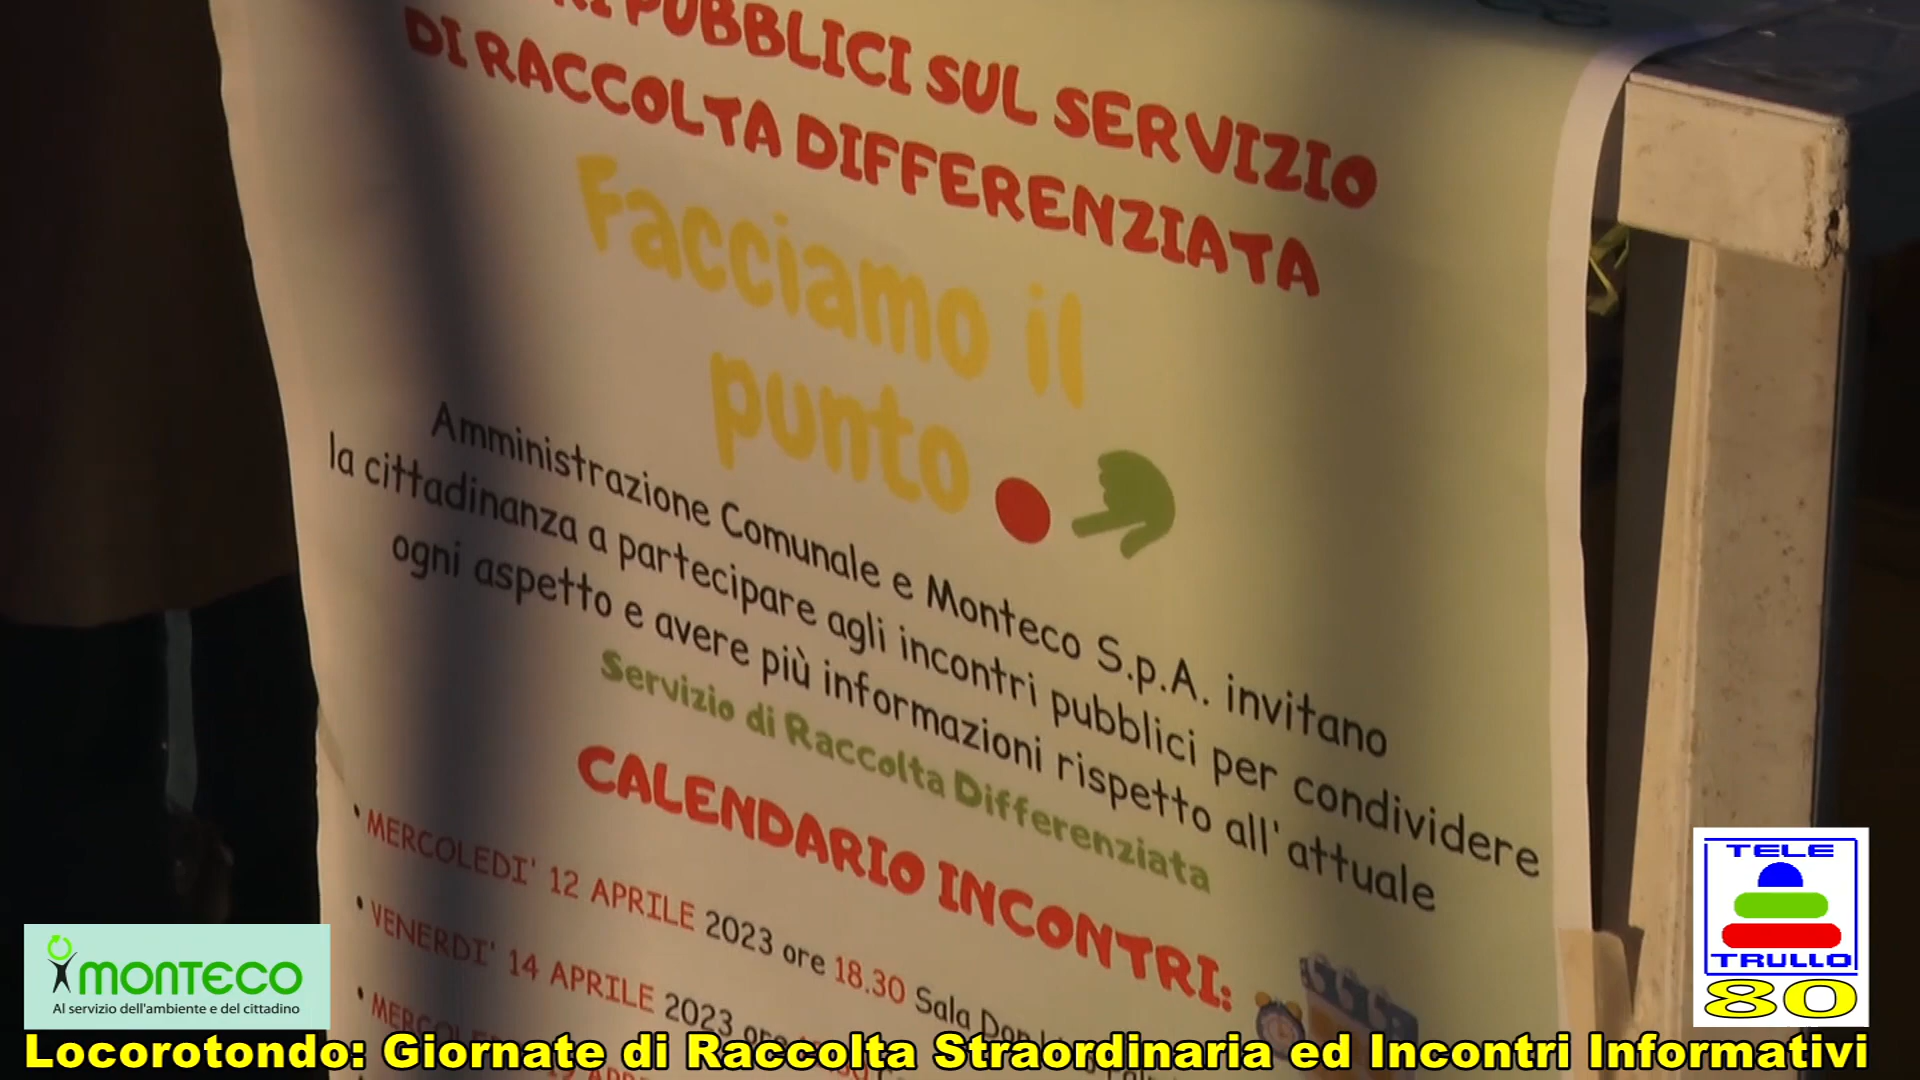 PUBBLICI SUL SERVIZIO
DI RACCOLTA DIFFERENZIATA
Facciamo il
punto
Amministrazione Comunale e Monteco S.p.A. invitano
la cittadinanza a partecipare agli incontri pubblici per condividere
ogni aspetto e avere più informazioni rispetto all'attuale
Servizio di Raccolta Differenziata
CALENDARIO INCONTRI:
• MERCOLEDI' 12 APRILE 2023 ore 18.30 Sala Don
• VENERDI' 14 APRILE 2023 ore
TELE
TRULLO
80
MONTECO
Al servizio dell'ambiente e del cittadino
Locorotondo: Giornate di Raccolta Straordinaria ed Incontri Informativi